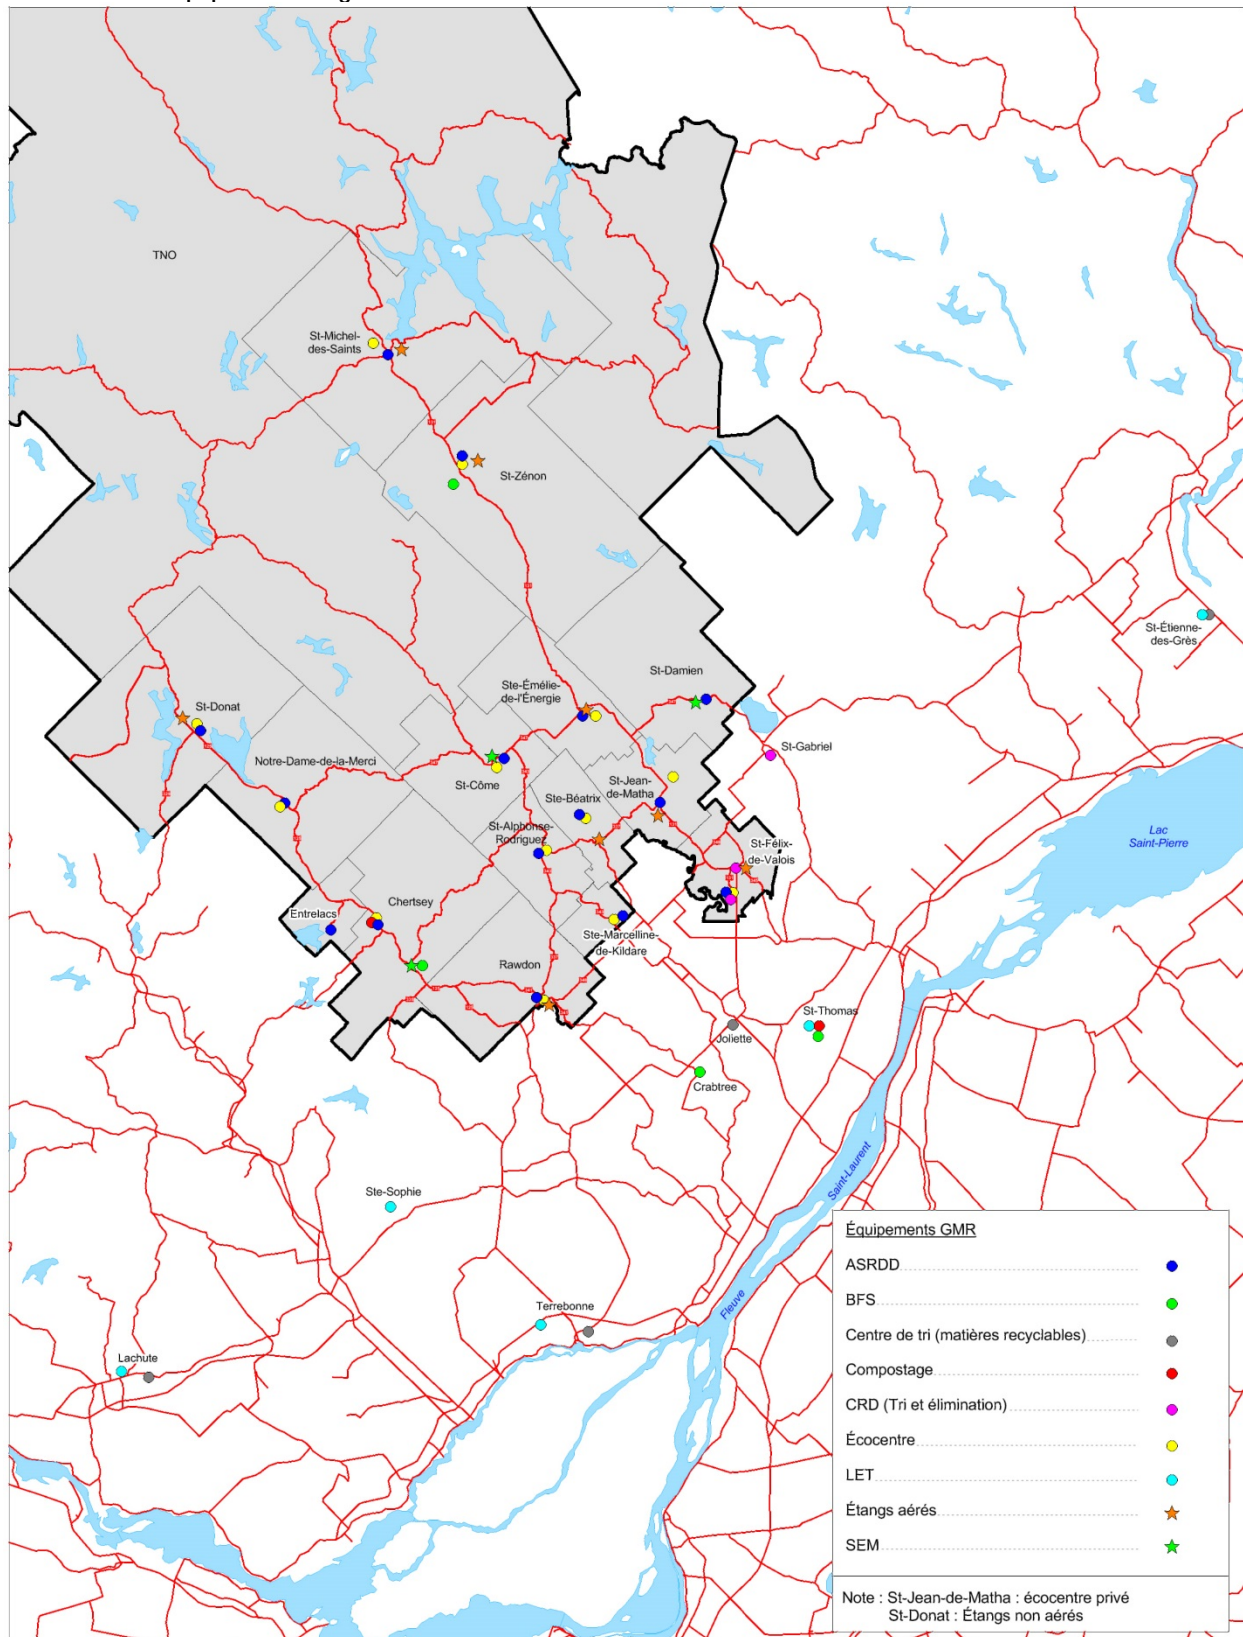 TNO
St-Michel-
des-Saints
St-Zénon
St-Étienne-
des-Grès
St-Damien
Ste-Émélie-
de-l'Énergie
St-Donat
St-Gabriel
Notre-Dame-de-la-Merci
St-Côme
St-Jean-
de-Matha
Ste-Béatrix
St-Alphonse-
Rodriguez
St-Félix-
de-Valois
Lac
Saint-Pierre
Chertsey
Entrelacs
Ste-Marcelline-
de-Kildare
Rawdon
St-Thomas
Joliette
Crabtree
Ste-Sophie
Fleuve Saint-Laurent
Terrebonne
Lachute
Équipements GMR
ASRDD
BFS
Centre de tri (matières recyclables)
Compostage
CRD (Tri et élimination)
Écocentre
LET
Étangs aérés
SEM
Note : St-Jean-de-Matha : écocentre privé
St-Donat : Étangs non aérés